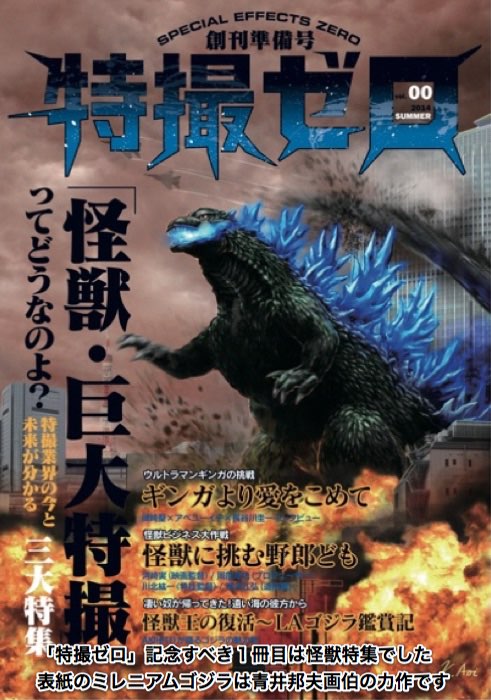 SPECIAL EFFECTS ZERO
創刊準備号
特撮ゼロ
vol. 00
2014
SUMMER
「怪獣・巨大特撮」
ってどうなのよ?
特撮業界の今と
未来が分かる
三大特集
ウルトラマンギンガの挑戦
ギンガより愛をこめて
怪獣ビジネス大作戦
怪獣に挑む野郎ども
凄い奴が帰ってきた!遠い海の彼方から
怪獣王の復活〜LAゴジラ鑑賞記
「特撮ゼロ」記念すべき1冊目は怪獣特集でした
表紙のミレニアムゴジラは青井邦夫画伯の力作です